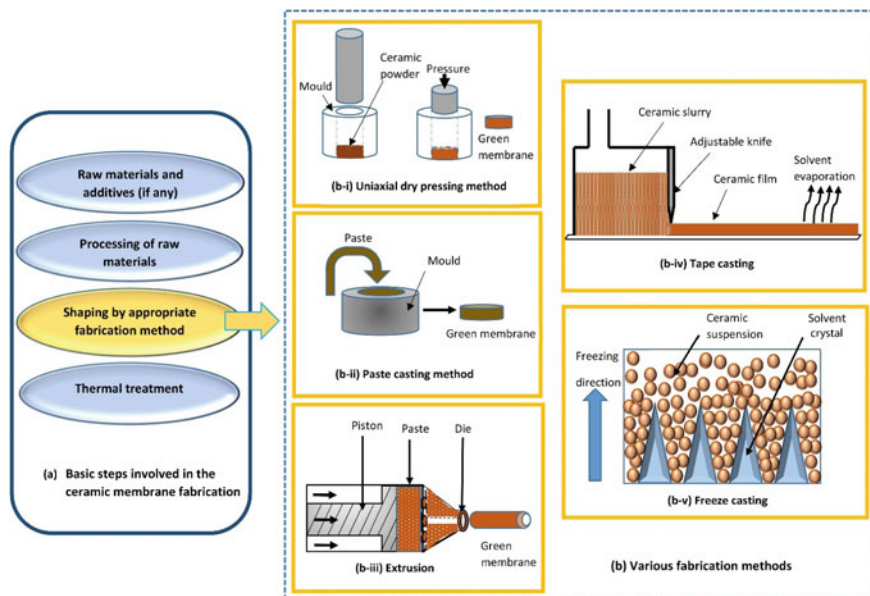 Raw materials and
additives (if any)
Processing of raw
materials
Shaping by appropriate
fabrication method
Thermal treatment
(a) Basic steps involved in the
ceramic membrane fabrication
Mould
Ceramic
powder
Pressure
Green
membrane
(b-i) Uniaxial dry pressing method
Paste
Mould
Green membrane
(b-ii) Paste casting method
Piston
Paste
Die
Green
membrane
(b-iii) Extrusion
Ceramic slurry
Adjustable knife
Ceramic film
Solvent
evaporation
(b-iv) Tape casting
Ceramic
suspension
Solvent
crystal
Freezing
direction
(b-v) Freeze casting
(b) Various fabrication methods